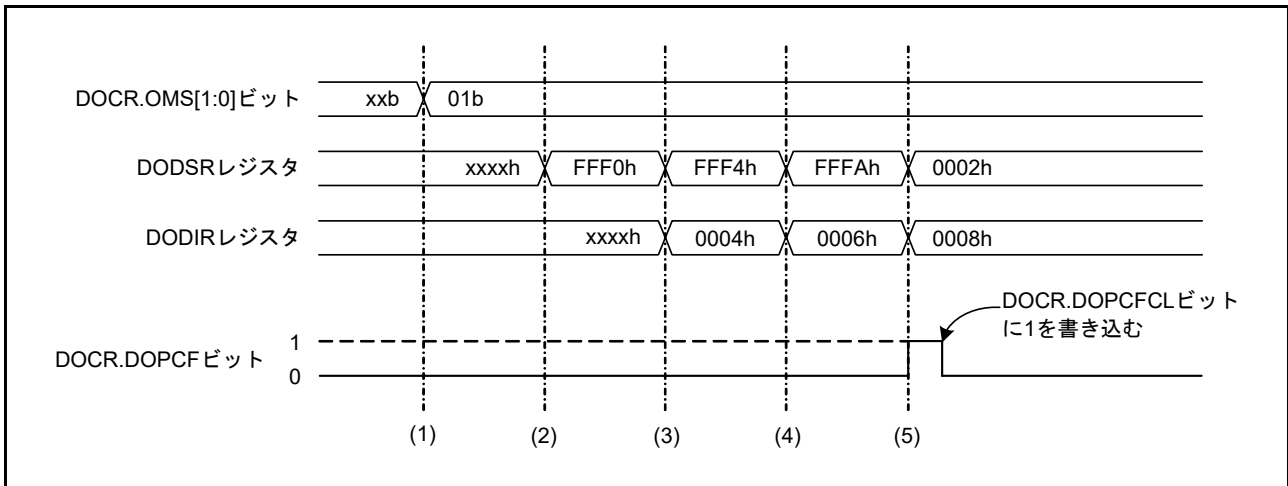 DOCR.OMS[1:0]ビット xxb 01b
DODSRレジスタ xxxxh FFF0h FFF4h FFFAh 0002h
DODIRレジスタ xxxxh 0004h 0006h 0008h
DOCR.DOPCFCLビット
に1を書き込む
DOCR.DOPCFビット 1
0
(1) (2) (3) (4) (5)